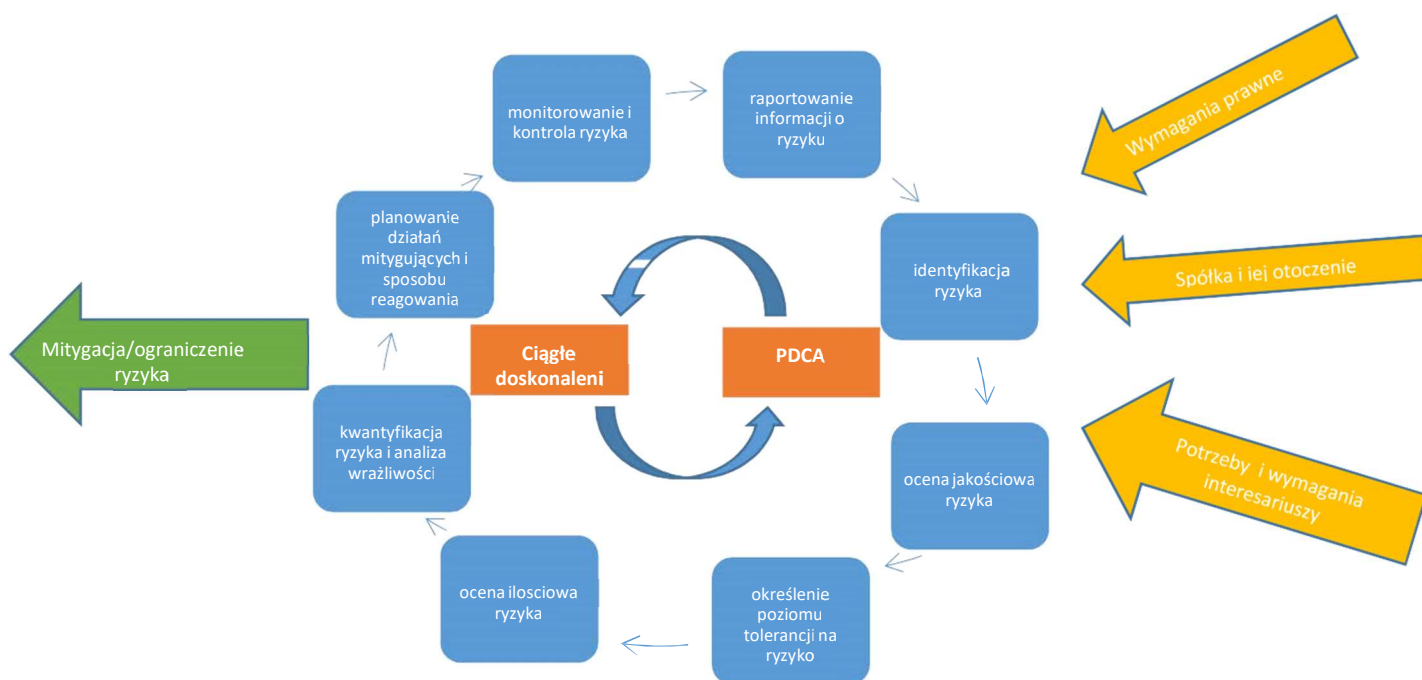 monitorowanie i
kontrola ryzyka
raportowanie
informacji o
ryzyku
Wymagania prawne
planowanie
działań
mitygujących i
sposobu
reagowania
identyfikacja
ryzyka
Spółka i iej otoczenie
Mitygacja/ograniczenie
ryzyka
Ciągłe
doskonaleni
PDCA
kwantyfikacja
ryzyka i analiza
wrażliwości
ocena jakościowa
ryzyka
Potrzeby i wymagania
interesariuszy
ocena ilosciowa
ryzyka
określenie
poziomu
tolerancji na
ryzyko